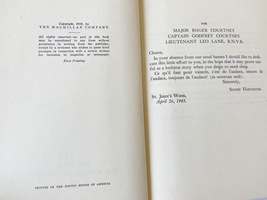 Copyright, 1943, by
THE MACMILLAN COMPANY
All rights reserved—no part of this book
may be reproduced in any form without
permission in writing from the publisher,
except by a reviewer who wishes to quote brief
passages in connection with a review written for
inclusion in magazine or newspaper.
First Printing
PRINTED IN THE UNITED STATES OF AMERICA
FOR
MAJOR ROGER COURTNEY
CAPTAIN GODFREY COURTNEY
LIEUTENANT LEO LANE, R.N.V.R.
Chums,
In your absence from our usual haunts I should like to dedi-
cate this little effort to you, in the hope that it may prove use-
ful as a bedtime story when you disign to need sleep.
Ce qu'il faut pour vaincre, c'est de l'audace, encore de
l'audace, toujours de l'audace! (as someone said).
Sincerely,
St. John's Wood,
April 26, 1943.